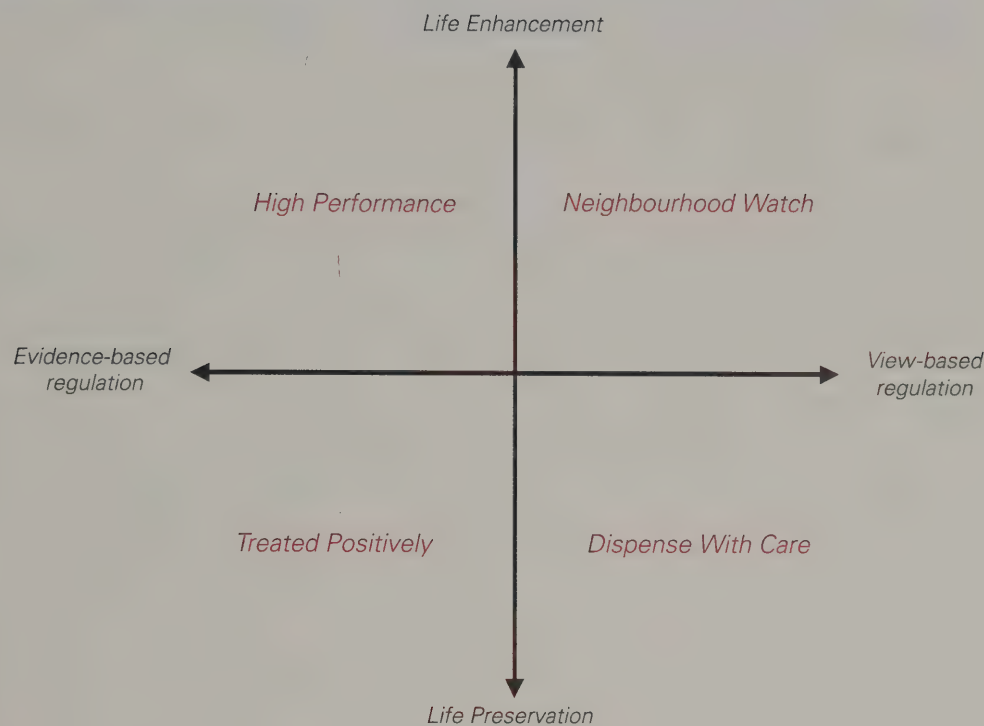 Life Enhancement
High Performance
Neighbourhood Watch
Evidence-based
regulation
View-based
regulation
Treated Positively
Dispense With Care
Life Preservation